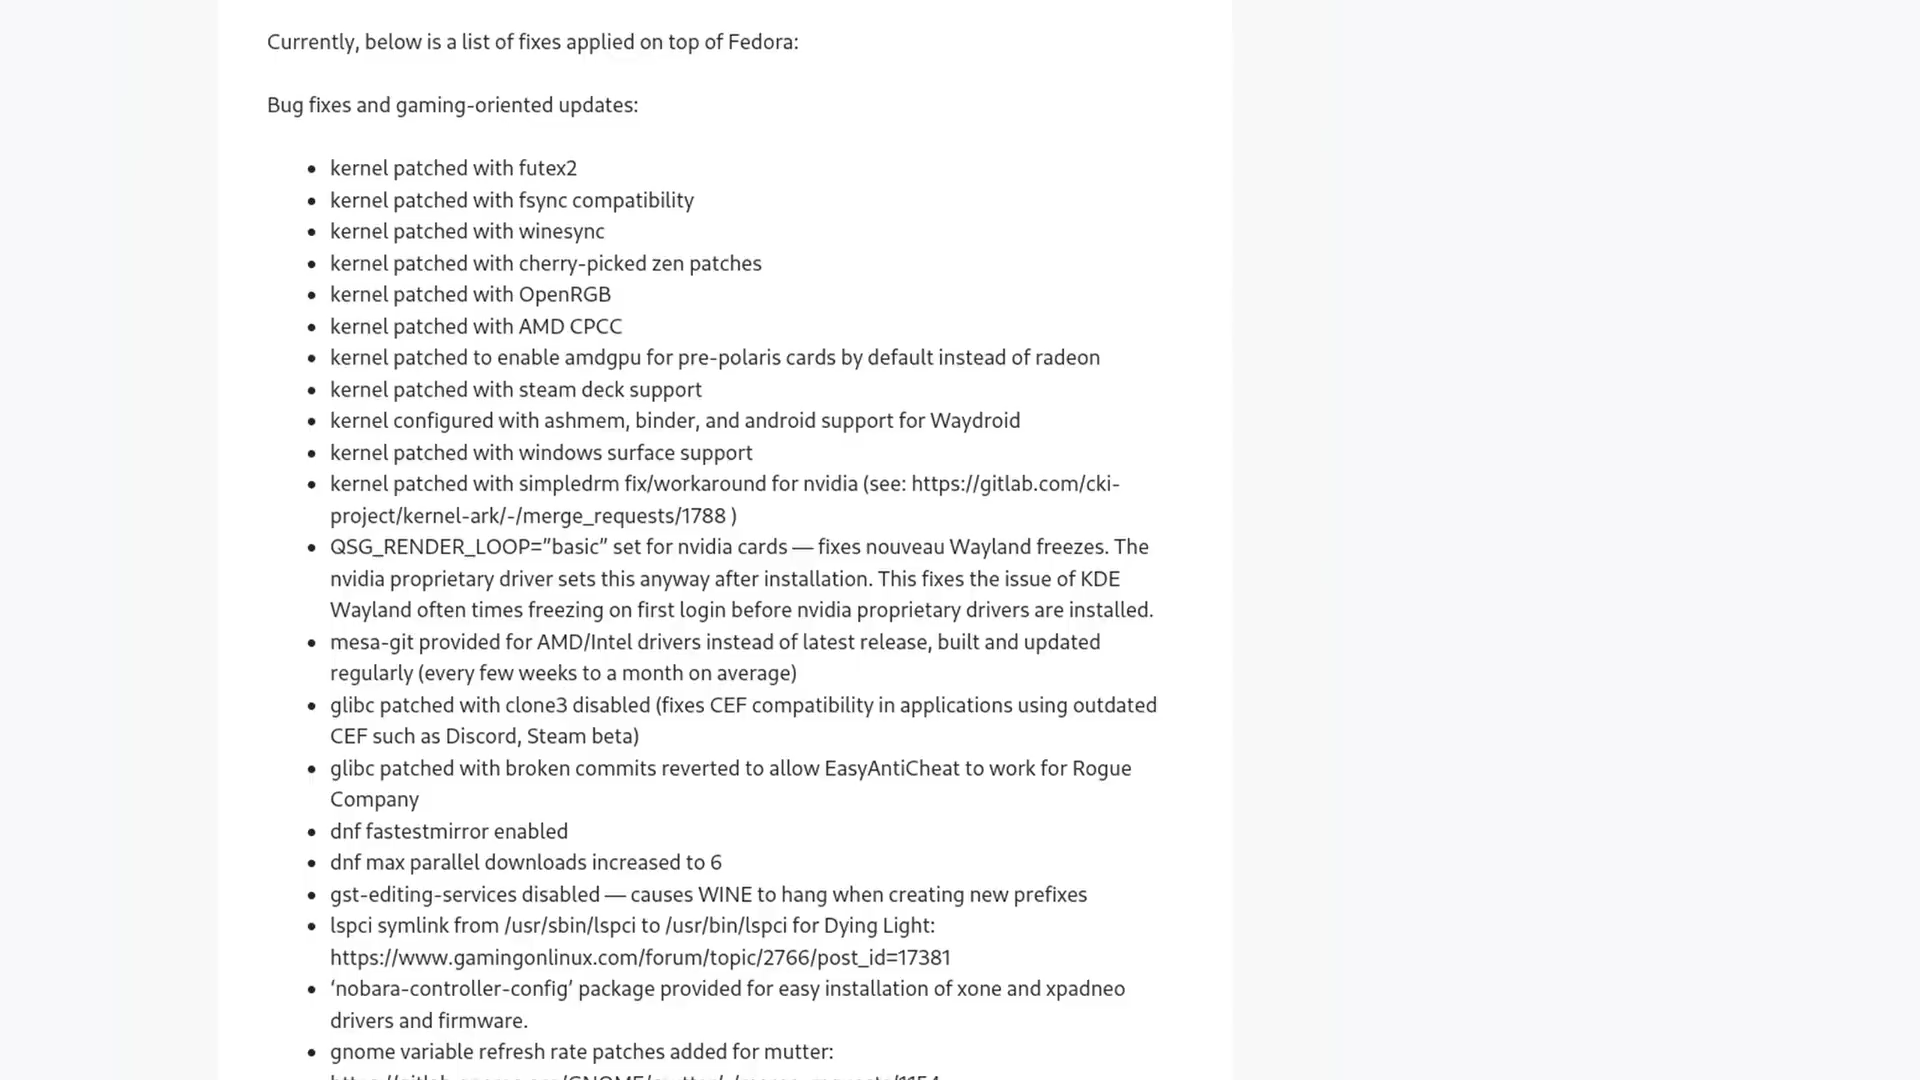 Currently, below is a list of fixes applied on top of Fedora:
Bug fixes and gaming-oriented updates:
• kernel patched with futex2
• kernel patched with fsync compatibility
• kernel patched with winesync
• kernel patched with cherry-picked zen patches
• kernel patched with OpenRGB
• kernel patched with AMD CPCC
• kernel patched to enable amdgpu for pre-polaris cards by default instead of radeon
• kernel patched with steam deck support
• kernel configured with ashmem, binder, and android support for Waydroid
• kernel patched with windows surface support
• kernel patched with simpledrm fix/workaround for nvidia (see: https://gitlab.com/cki-
project/kernel-ark/-/merge_requests/1788 )
• QSG_RENDER_LOOP=”basic” set for nvidia cards — fixes nouveau Wayland freezes. The
nvidia proprietary driver sets this anyway after installation. This fixes the issue of KDE
Wayland often times freezing on first login before nvidia proprietary drivers are installed.
• mesa-git provided for AMD/Intel drivers instead of latest release, built and updated
regularly (every few weeks to a month on average)
• glibc patched with clone3 disabled (fixes CEF compatibility in applications using outdated
CEF such as Discord, Steam beta)
• glibc patched with broken commits reverted to allow EasyAntiCheat to work for Rogue
Company
• dnf fastestmirror enabled
• dnf max parallel downloads increased to 6
• gst-editing-services disabled — causes WINE to hang when creating new prefixes
• lspci symlink from /usr/sbin/lspci to /usr/bin/lspci for Dying Light:
https://www.gamingonlinux.com/forum/topic/2766/post_id=17381
• ‘nobara-controller-config’ package provided for easy installation of xone and xpadneo
drivers and firmware.
• gnome variable refresh rate patches added for mutter: